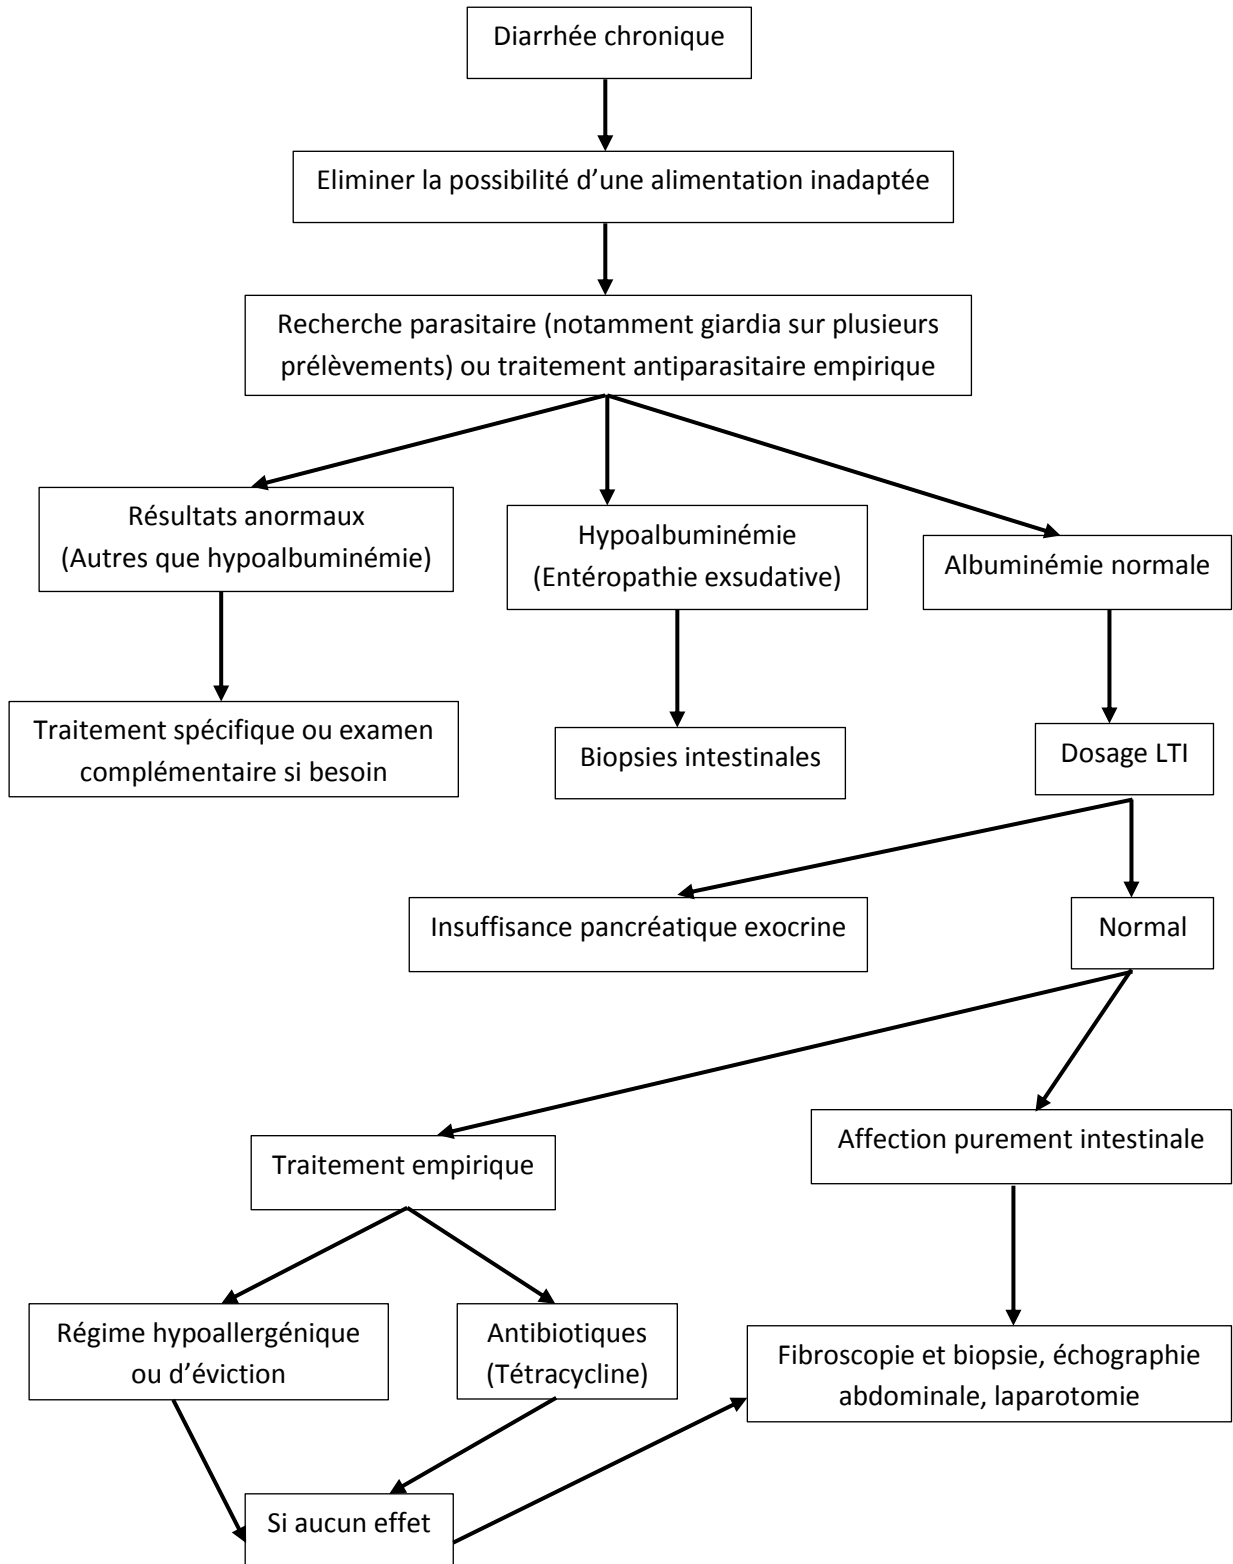 Diarrhée chronique
Eliminer la possibilité d'une alimentation inadaptée
Recherche parasitaire (notamment giardia sur plusieurs
prélèvements) ou traitement antiparasitaire empirique
Résultats anormaux
(Autres que hypoalbuminémie)
Hypoalbuminémie
(Entéropathie exsudative)
Albuminémie normale
Traitement spécifique ou examen
complémentaire si besoin
Biopsies intestinales
Dosage LTI
Insuffisance pancréatique exocrine
Normal
Traitement empirique
Affection purement intestinale
Régime hypoallergénique
ou d'éviction
Antibiotiques
(Tétracycline)
Fibroscopie et biopsie, échographie
abdominale, laparotomie
Si aucun effet